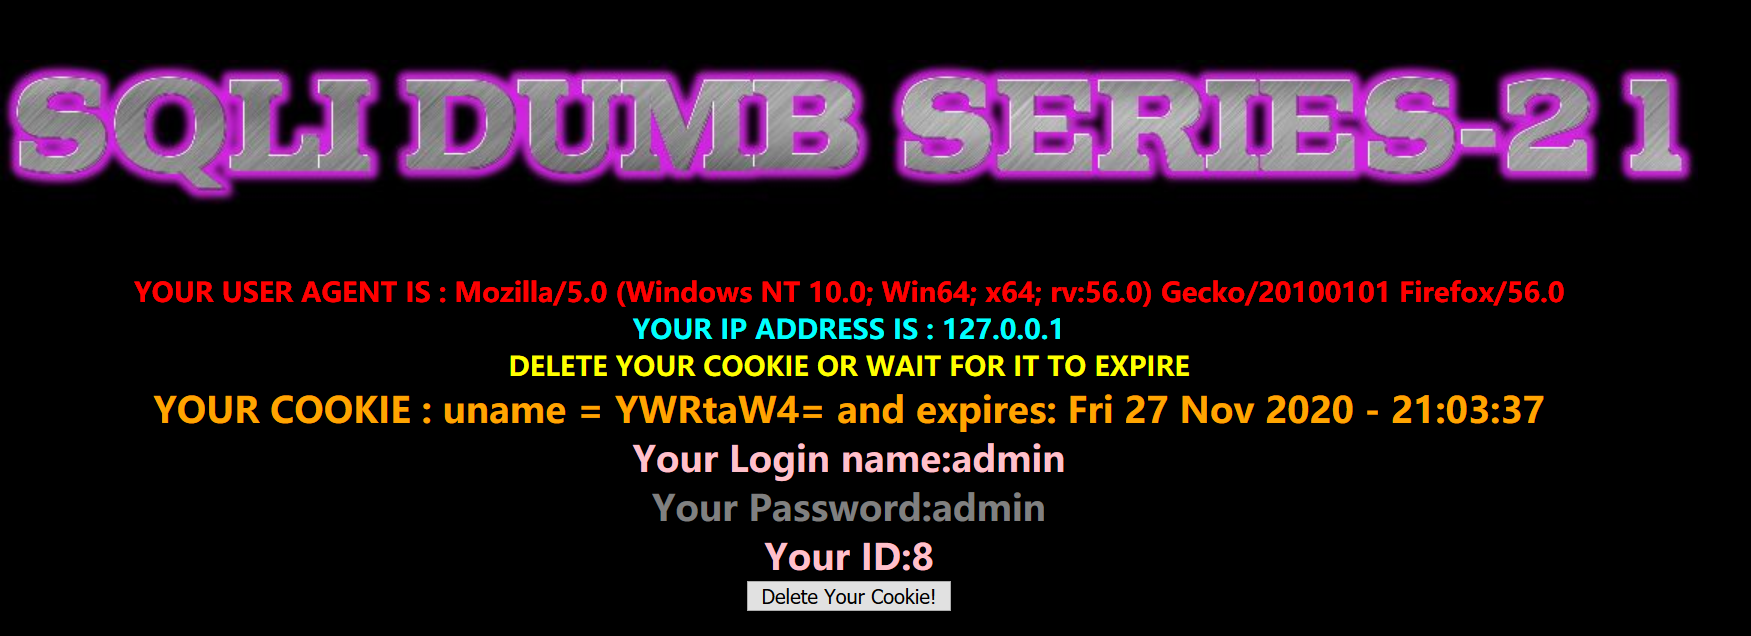 SQLI DUMB SERIES-21
YOUR USER AGENT IS : Mozilla/5.0 (Windows NT 10.0; Win64; x64; rv:56.0) Gecko/20100101 Firefox/56.0
YOUR IP ADDRESS IS : 127.0.0.1
DELETE YOUR COOKIE OR WAIT FOR IT TO EXPIRE
YOUR COOKIE : uname = YWRtaW4= and expires: Fri 27 Nov 2020 - 21:03:37
Your Login name:admin
Your Password:admin
Your ID:8
Delete Your Cookie!